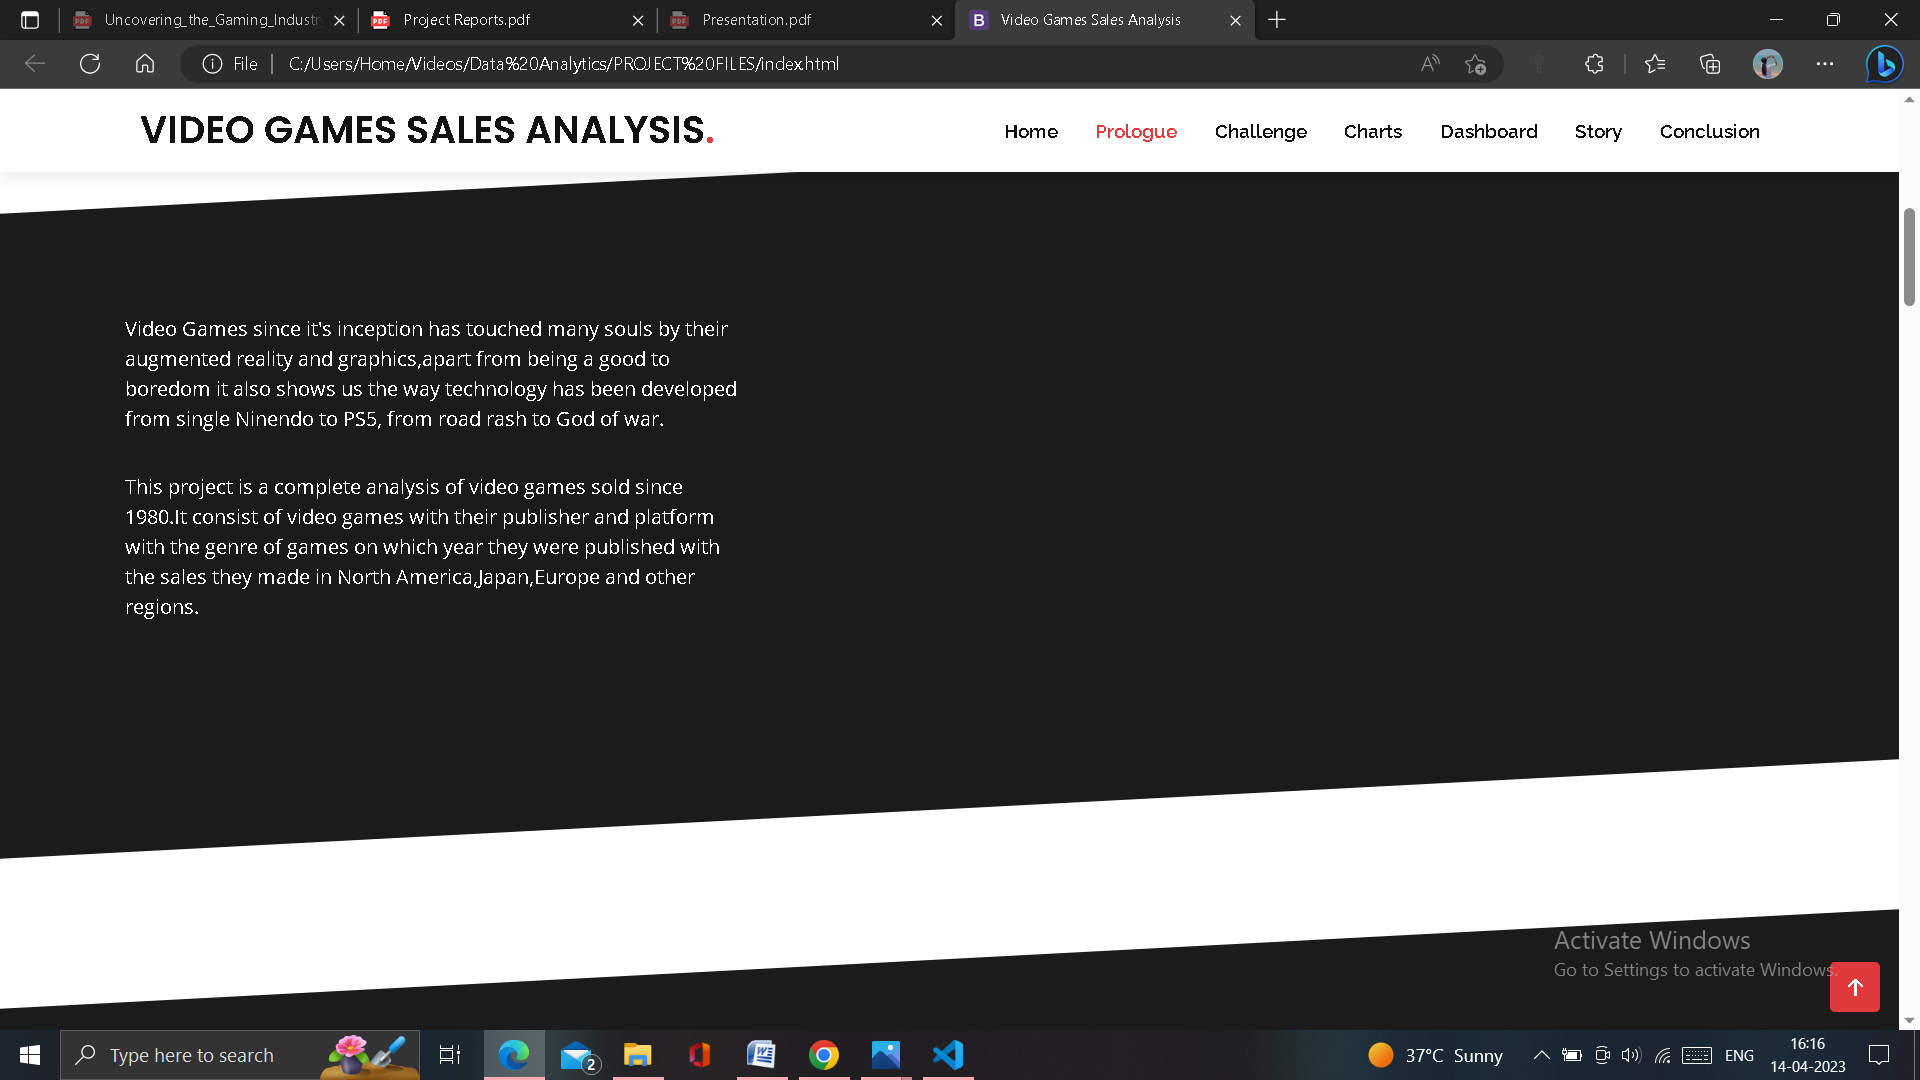 Uncovering_the_Gaming_Industr
Project Reports.pdf
Presentation.pdf
B
Video Games Sales Analysis
File
C:/Users/Home/Videos/Data%20Analytics/PROJECT%20FILES/index.html
VIDEO GAMES SALES ANALYSIS.
Home
Prologue
Challenge
Charts
Dashboard
Story
Conclusion
Video Games since it's inception has touched many souls by their
augmented reality and graphics,apart from being a good to
boredom it also shows us the way technology has been developed
from single Ninendo to PS5, from road rash to God of war.
This project is a complete analysis of video games sold since
1980.It consist of video games with their publisher and platform
with the genre of games on which year they were published with
the sales they made in North America,Japan,Europe and other
regions.
Activate Windows
Go to Settings to activate Windows.
Type here to search
2
37°C Sunny
ENG
16:16
14-04-2023